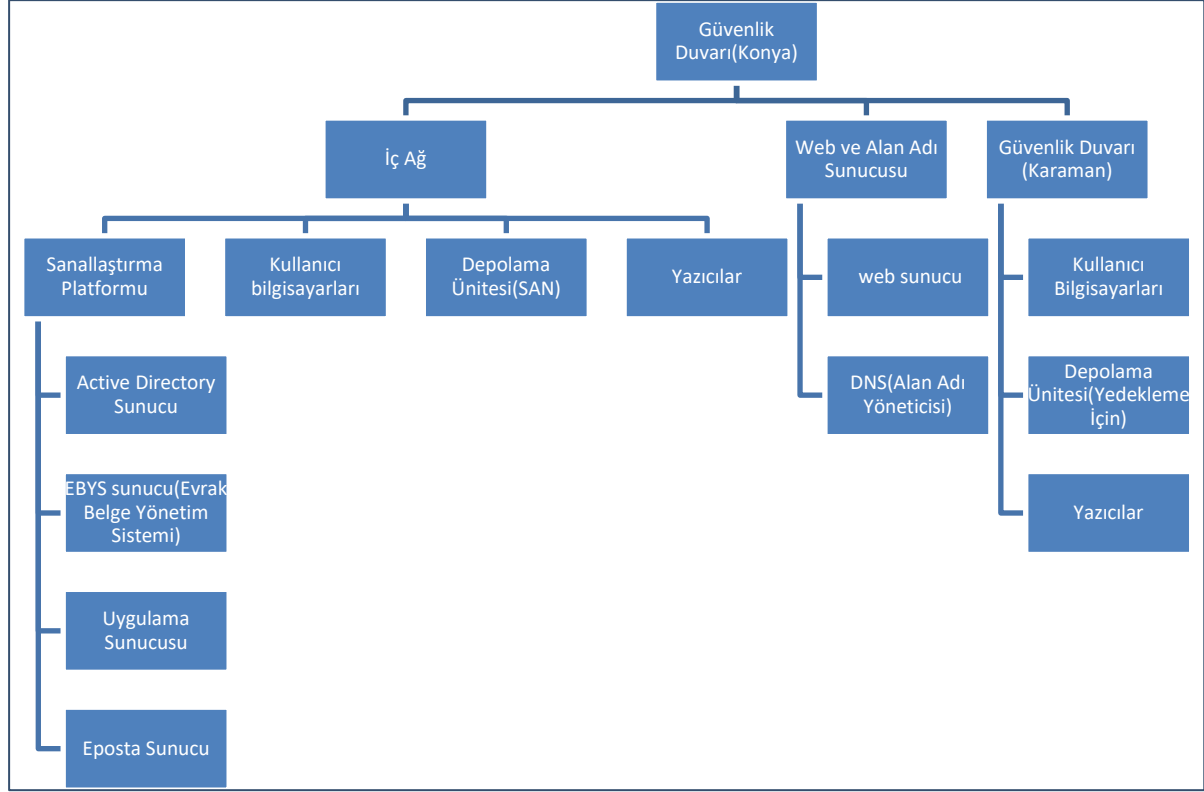 Güvenlik
Duvarı(Konya)
İç Ağ
Web ve Alan Adı
Sunucusu
Güvenlik Duvarı
(Karaman)
Sanallaştırma
Platformu
Kullanıcı
bilgisayarları
Depolama
Ünitesi(SAN)
Yazıcılar
web sunucu
Kullanıcı
Bilgisayarları
Active Directory
Sunucu
DNS(Alan Adı
Yöneticisi)
Depolama
Ünitesi(Yedekleme
İçin)
EBYS sunucu(Evrak
Belge Yönetim
Sistemi)
Yazıcılar
Uygulama
Sunucusu
Eposta Sunucu